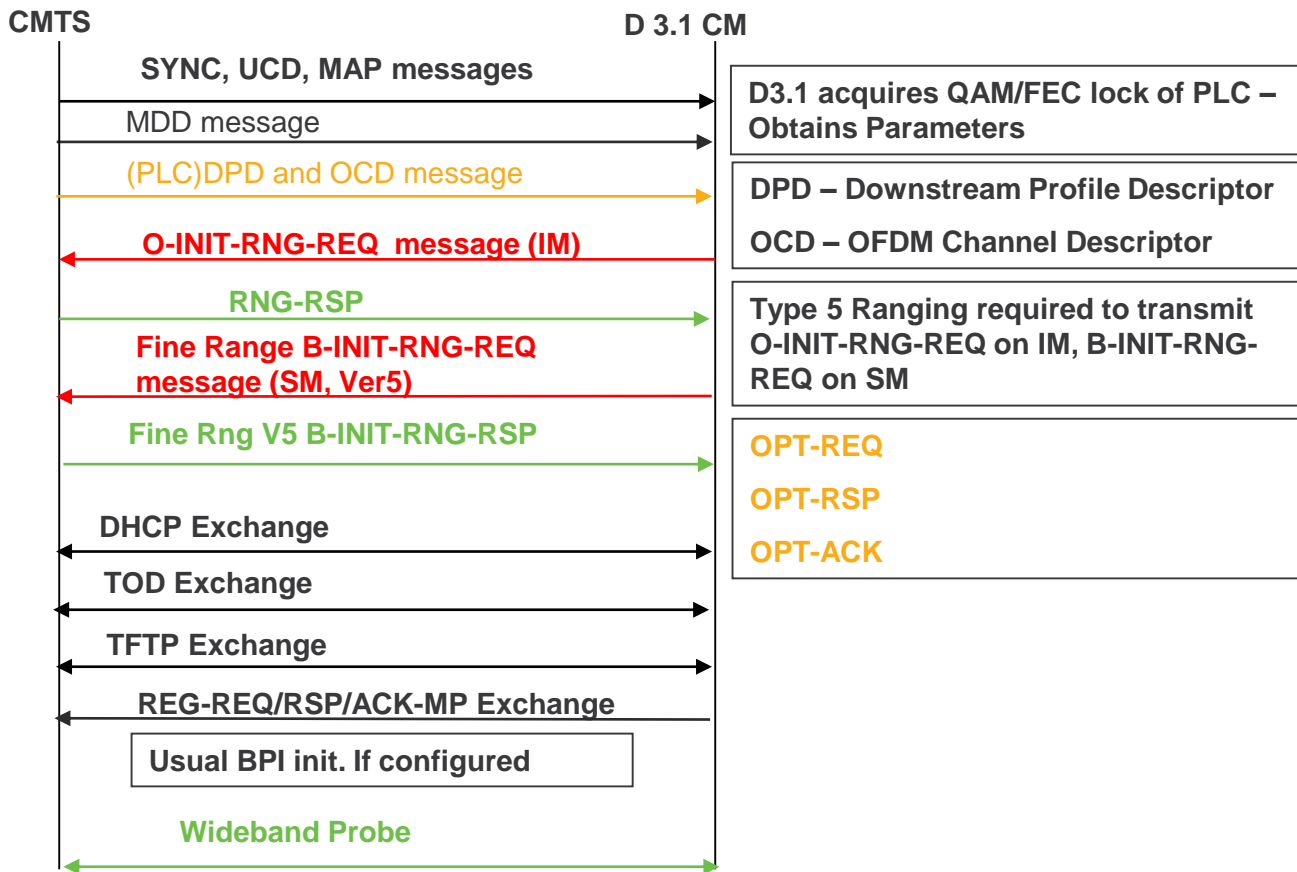 CMTS
D 3.1 CM
SYNC, UCD, MAP messages
MDD message
(PLC)DPD and OCD message
O-INIT-RNG-REQ message (IM)
RNG-RSP
Fine Range B-INIT-RNG-REQ
message (SM, Ver5)
Fine Rng V5 B-INIT-RNG-RSP
DHCP Exchange
TOD Exchange
TFTP Exchange
REG-REQ/RSP/ACK-MP Exchange
Usual BPI init. If configured
Wideband Probe
D3.1 acquires QAM/FEC lock of PLC –
Obtains Parameters
DPD – Downstream Profile Descriptor
OCD – OFDM Channel Descriptor
Type 5 Ranging required to transmit
O-INIT-RNG-REQ on IM, B-INIT-RNG-
REQ on SM
OPT-REQ
OPT-RSP
OPT-ACK